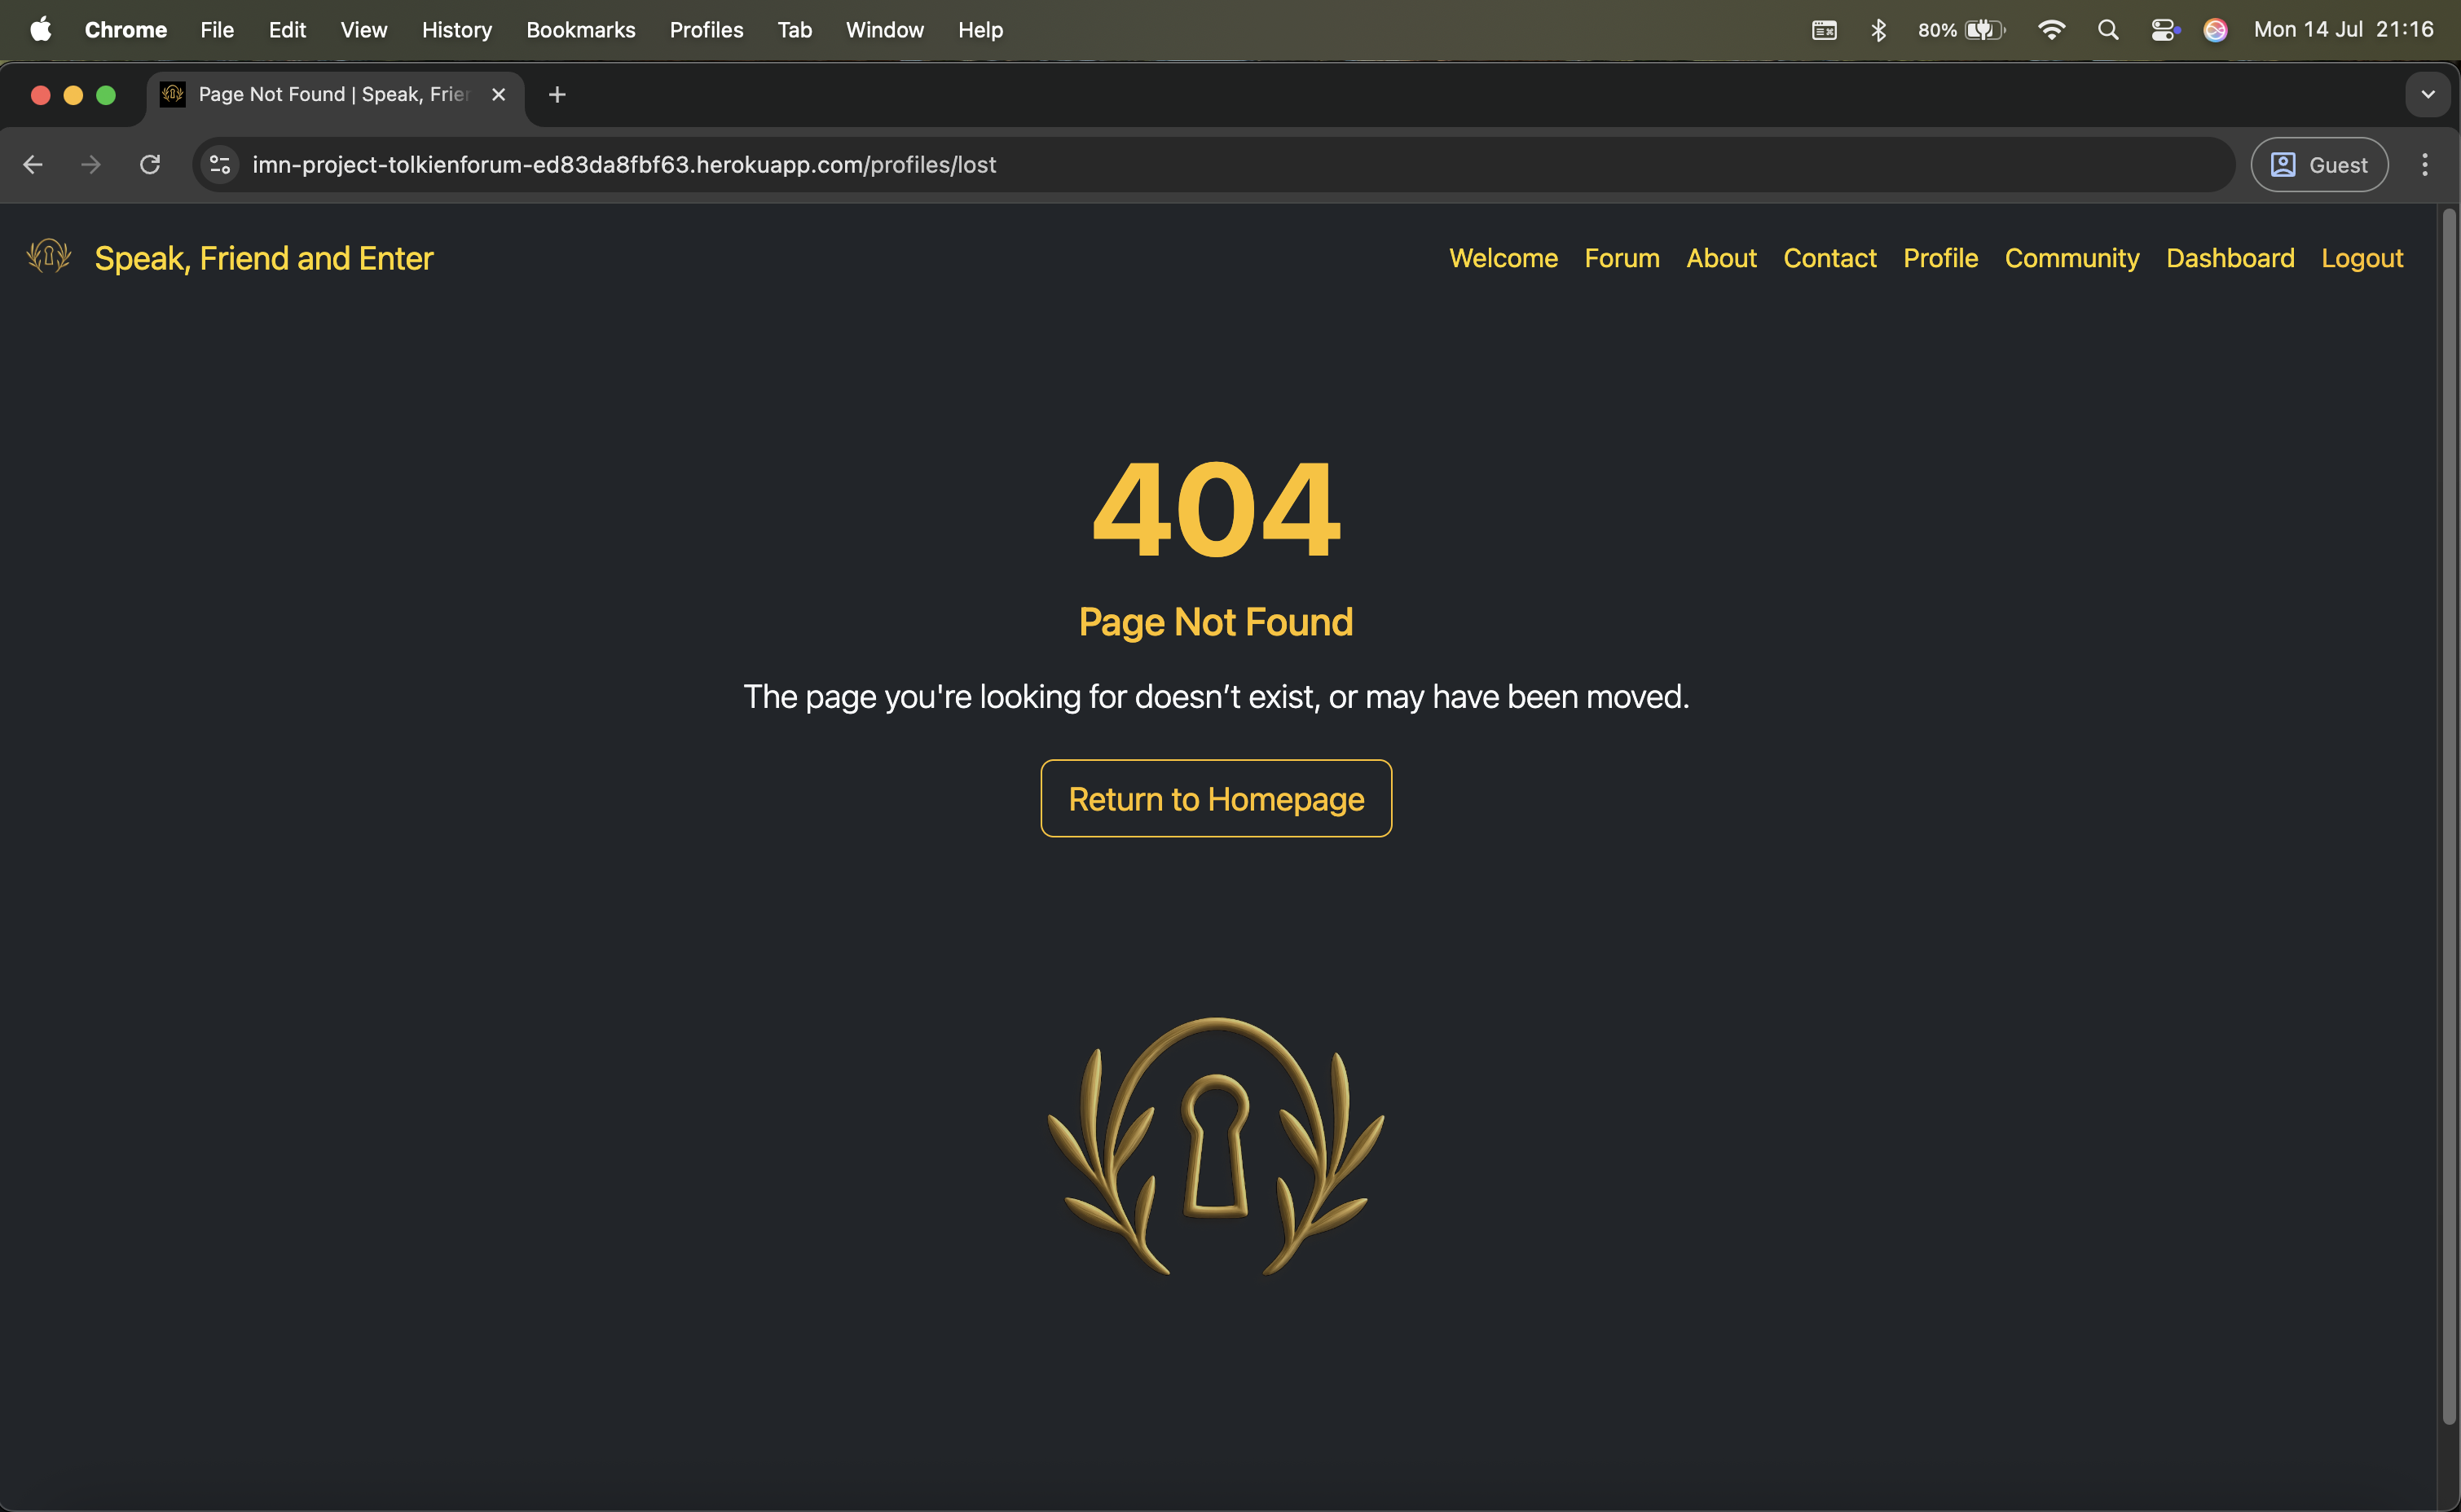 Chrome File Edit View History Bookmarks Profiles Tab Window Help 80% Mon 14 Jul 21:16
Page Not Found | Speak, Frie
imn-project-tolkienforum-ed83da8fbf63.herokuapp.com/profiles/lost Guest
Speak, Friend and Enter Welcome Forum About Contact Profile Community Dashboard Logout
404
Page Not Found
The page you're looking for doesn’t exist, or may have been moved.
Return to Homepage